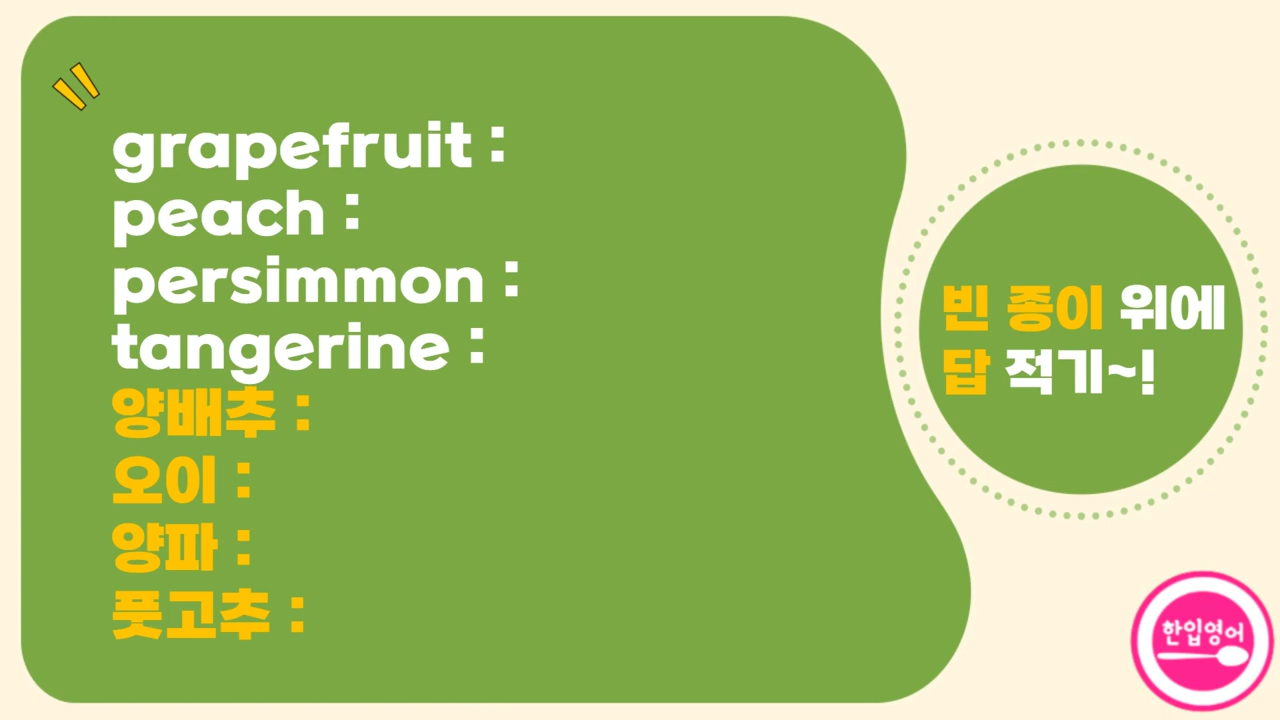 grapefruit :
peach :
persimmon :
tangerine :
양배추 :
오이 :
양파 :
풋고추 :
빈 종이 위에
답 적기~!
한입영어